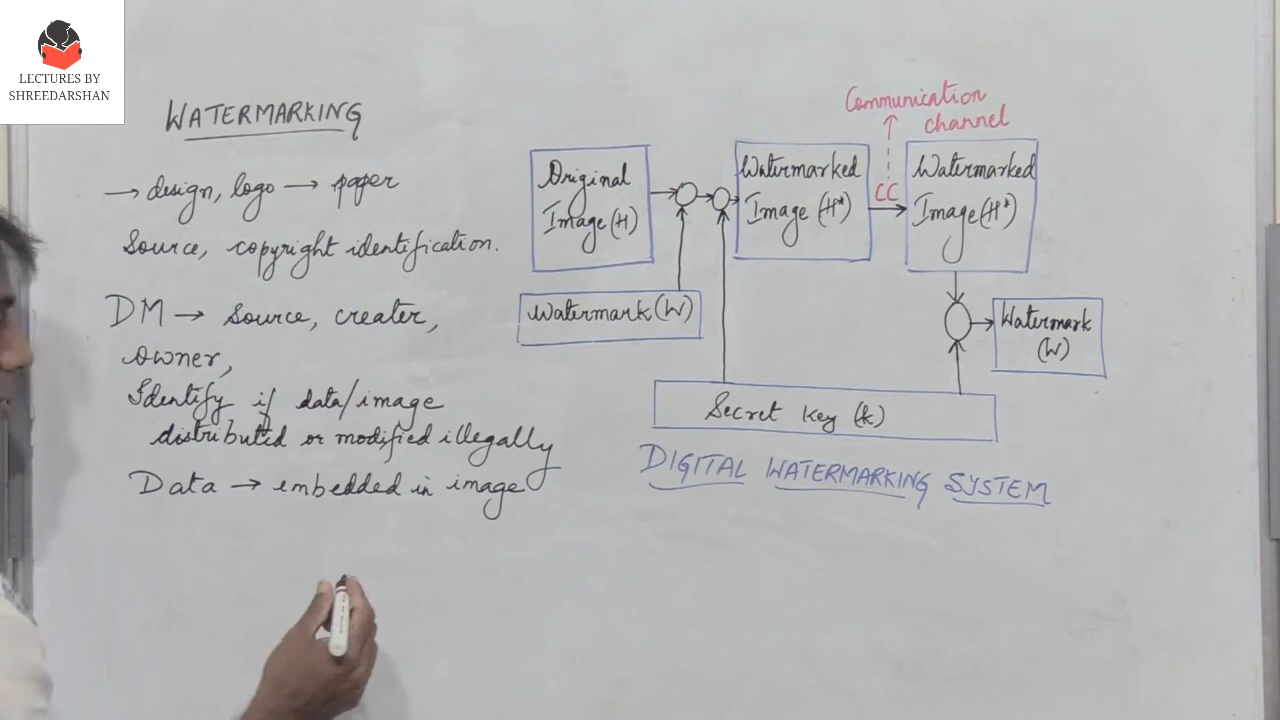 LECTURES BY
SHREEDARSHAN
WATERMARKING
→ design, logo → paper
Source, copyright identification.
DM → Source, creater,
owner,
Identify if data/image
distributed or modified illegally
Data → embedded in image
Communication
channel
Original
Image (H)
Watermark (W)
Watermarked
Image (H*)
CC
Watermarked
Image (H*)
Watermark
(W)
Secret key (k)
DIGITAL WATERMARKING SYSTEM